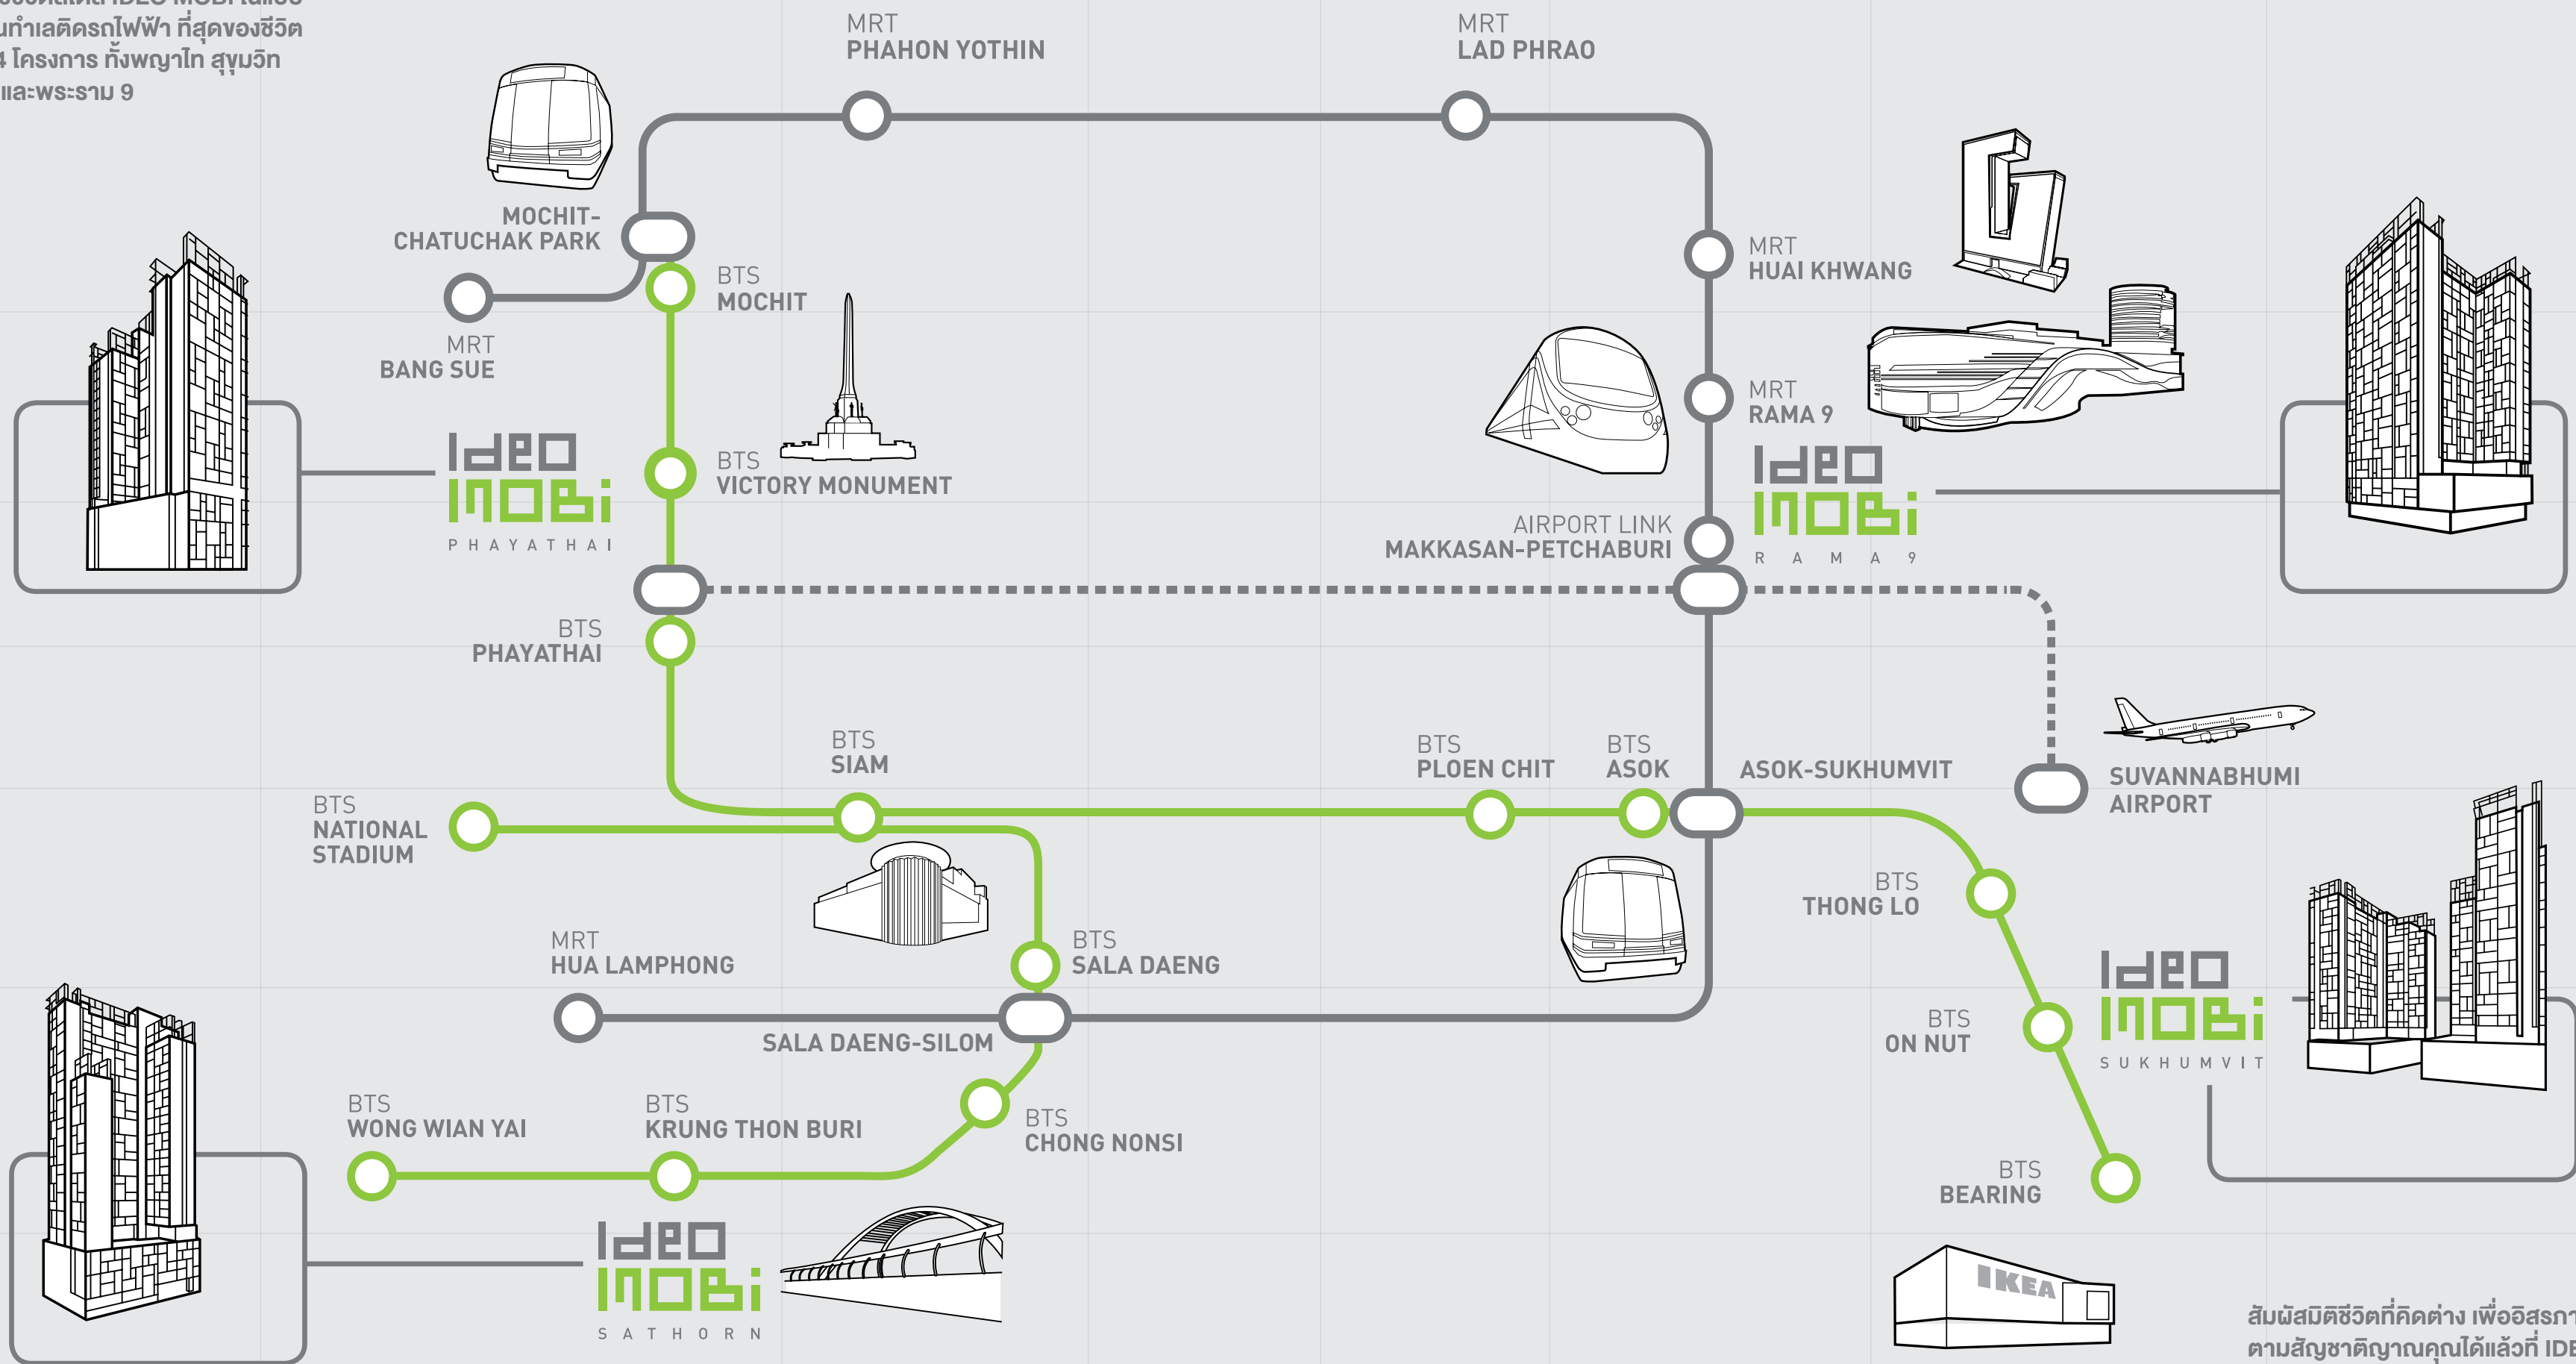 IDEO MOBI ในแบบ
ทำเลติดรถไฟฟ้า ที่สุดของชีวิต
4 โครงการ ทั้งพญาไท สุขุมวิท
และพระราม 9
MRT
PHAHON YOTHIN
MRT
LAD PHRAO
MOCHIT-
CHATUCHAK PARK
BTS
MOCHIT
MRT
BANG SUE
MRT
HUAI KHWANG
MRT
RAMA 9
Ideo
MOBi
PHAYATHAI
BTS
VICTORY MONUMENT
Ideo
MOBi
RAMA 9
AIRPORT LINK
MAKKASAN-PETCHABURI
BTS
PHAYATHAI
BTS
SIAM
BTS
PLOEN CHIT
BTS
ASOK
ASOK-SUKHUMVIT
SUVANNABHUMI
AIRPORT
BTS
NATIONAL
STADIUM
BTS
THONG LO
MRT
HUA LAMPHONG
BTS
SALA DAENG
SALA DAENG-SILOM
BTS
ON NUT
Ideo
MOBi
SUKHUMVIT
BTS
WONG WIAN YAI
BTS
KRUNG THON BURI
BTS
CHONG NONSI
BTS
BEARING
Ideo
MOBi
SATHORN
IKEA
สัมผัสมิติชีวิตที่คิดต่าง เพื่ออิสรภา
ตามสัญชาติญาณคุณได้แล้วที่ IDE